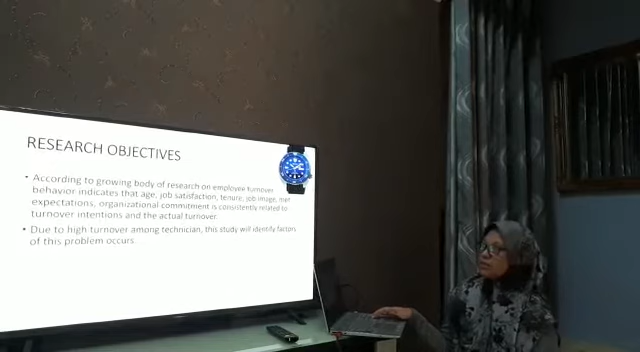 RESEARCH OBJECTIVES
• According to growing body of research on employee turnover
behavior indicates that age, job satisfaction, tenure, job image, met
expectations, organizational commitment is consistently related to
turnover intentions and the actual turnover.
• Due to high turnover among technician, this study will identify factors
of this problem occurs.